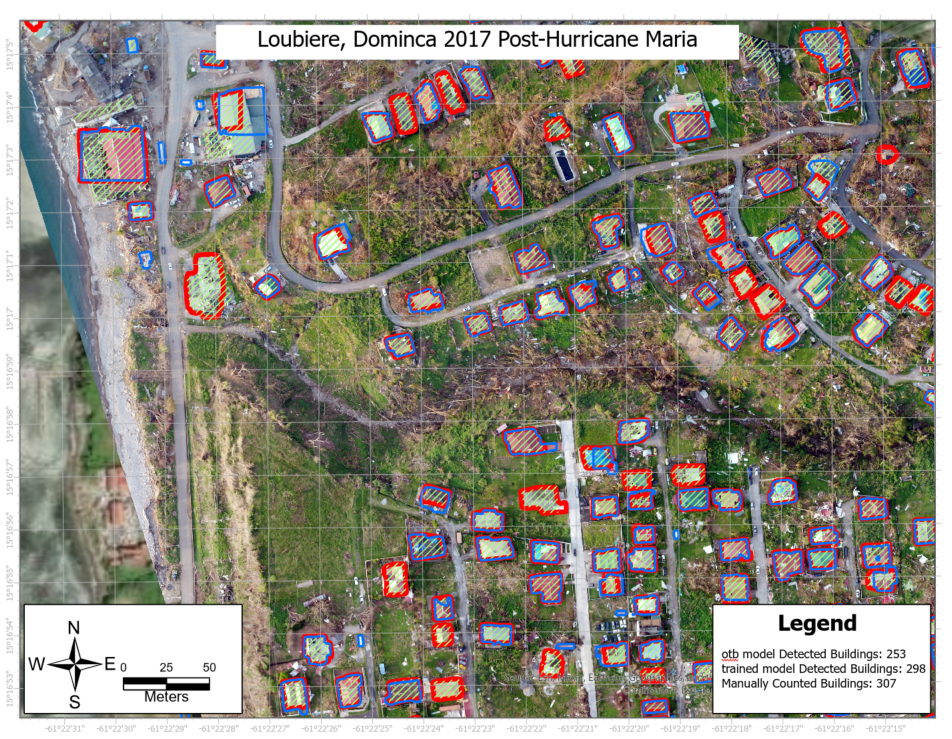 Loubiere, Dominca 2017 Post-Hurricane Maria
15°17'5"
15°17'4"
15°17'3"
15°17'2"
15°17'1"
15°17'
15°16'59"
15°16'58"
15°16'57"
15°16'56"
15°16'55"
15°16'54"
15°16'53"
N
W E
S
0 25 50
Meters
Legend
otb model Detected Buildings: 253
trained model Detected Buildings: 298
Manually Counted Buildings: 307
-61°22'31" -61°22'30" -61°22'29" -61°22'28" -61°22'27" -61°22'26" -61°22'25" -61°22'24" -61°22'23" -61°22'22" -61°22'21" -61°22'20" -61°22'19" -61°22'18" -61°22'17" -61°22'16" -61°22'15"